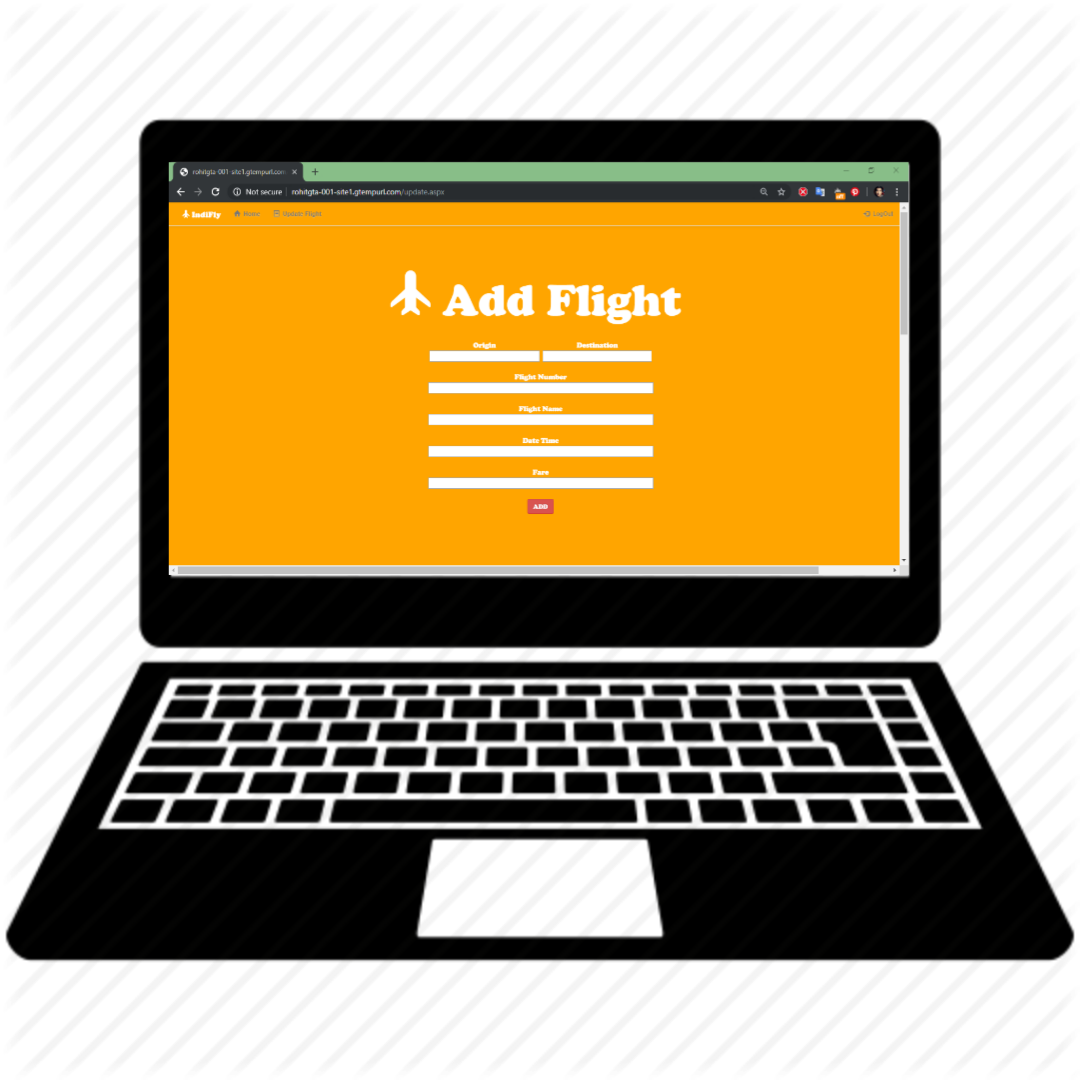 rohitgta-001-site1.gtempurl.com
Not secure rohitgta-001-site1.gtempurl.com/update.aspx
IndiFly Home Update Flight LogOut
Add Flight
Origin Destination
Flight Number
Flight Name
Date Time
Fare
ADD